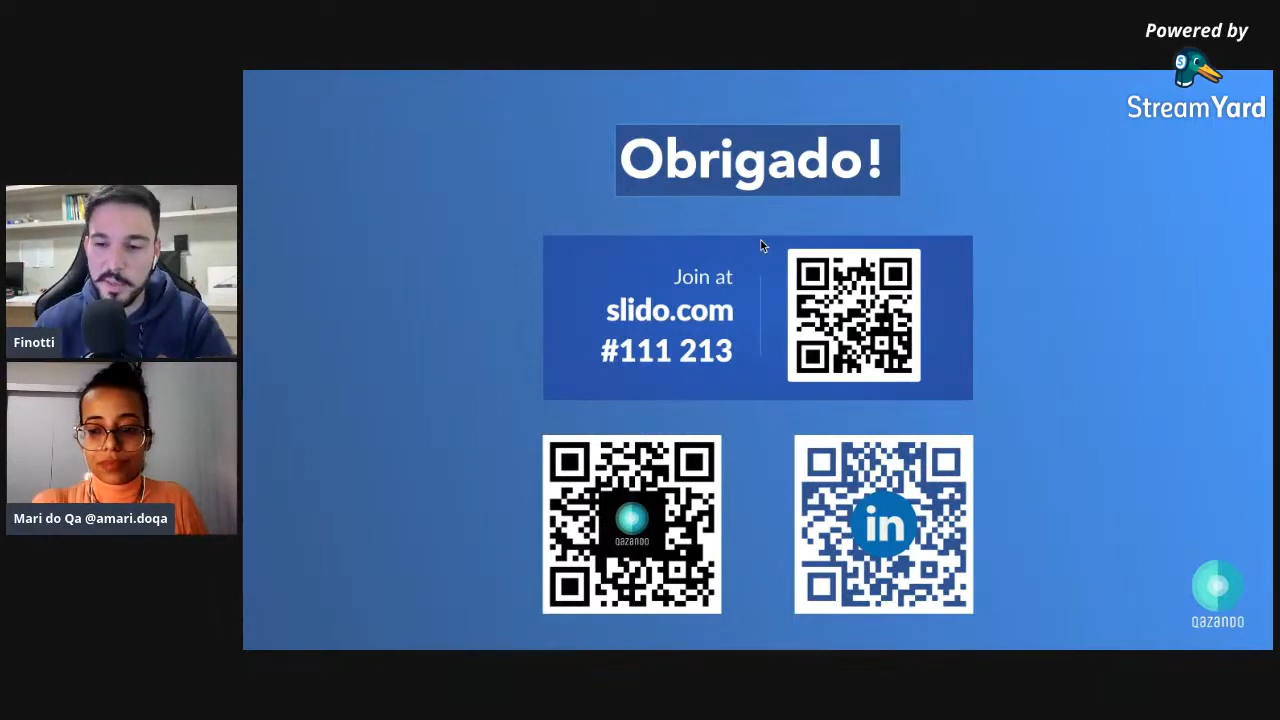 Powered by
StreamYard
Obrigado!
Join at
slido.com
#111 213
Finotti
Mari do Qa @amari.doqa
QAZANDO
in
QAZANDO